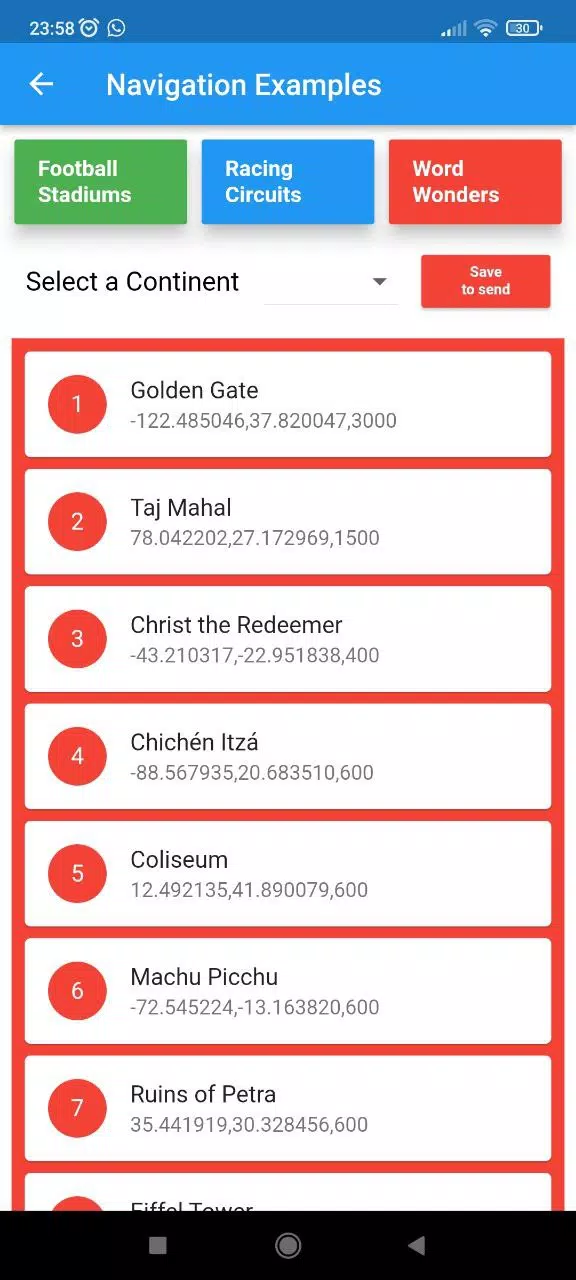 23:58
30
Navigation Examples
Football
Stadiums
Racing
Circuits
Word
Wonders
Select a Continent
Save
to send
1
Golden Gate
-122.485046,37.820047,3000
2
Taj Mahal
78.042202,27.172969,1500
3
Christ the Redeemer
-43.210317,-22.951838,400
4
Chichén Itzá
-88.567935,20.683510,600
5
Coliseum
12.492135,41.890079,600
6
Machu Picchu
-72.545224,-13.163820,600
7
Ruins of Petra
35.441919,30.328456,600
Eiffel Tower